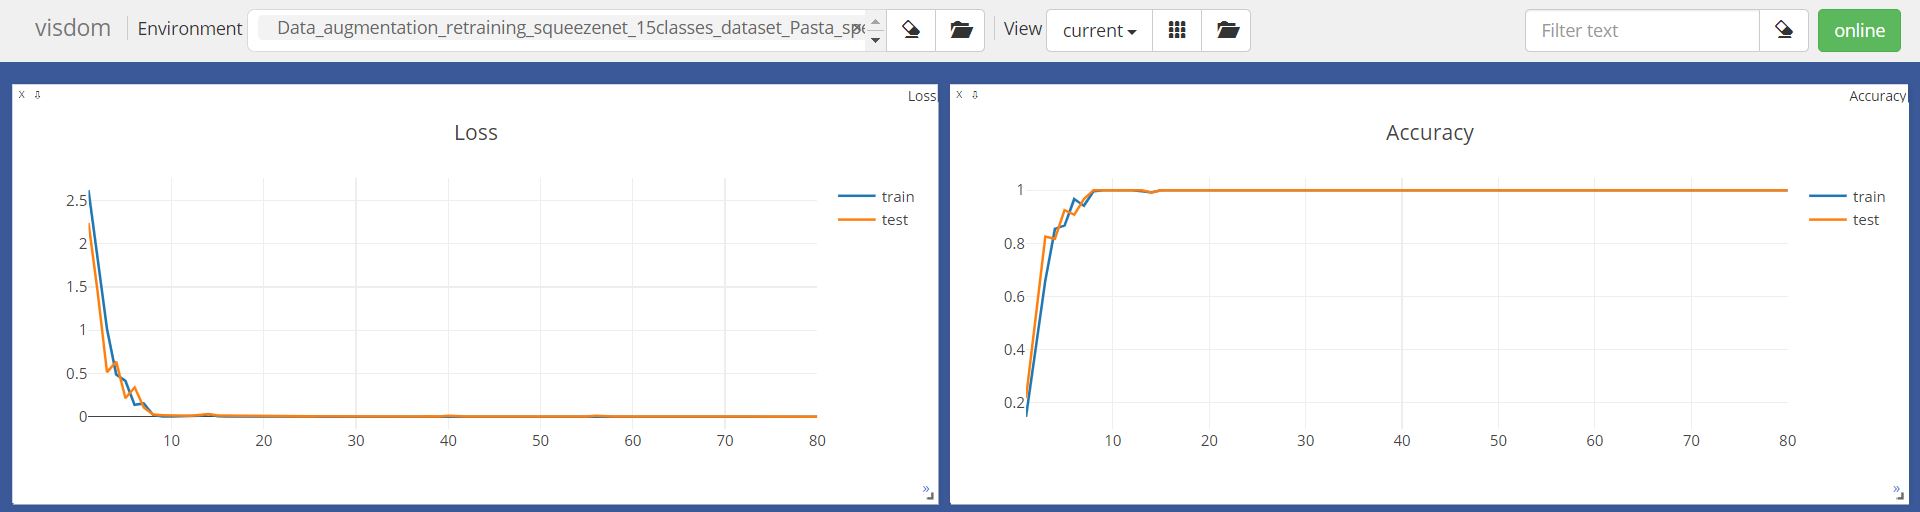 visdom Environment Data_augmentation_retraining_squeezenet_15classes_dataset_Pasta_spe View current Filter text online
x Loss
Loss
2.5
2
1.5
1
0.5
0
10 20 30 40 50 60 70 80
train
test
x Accuracy
Accuracy
1
0.8
0.6
0.4
0.2
10 20 30 40 50 60 70 80
train
test